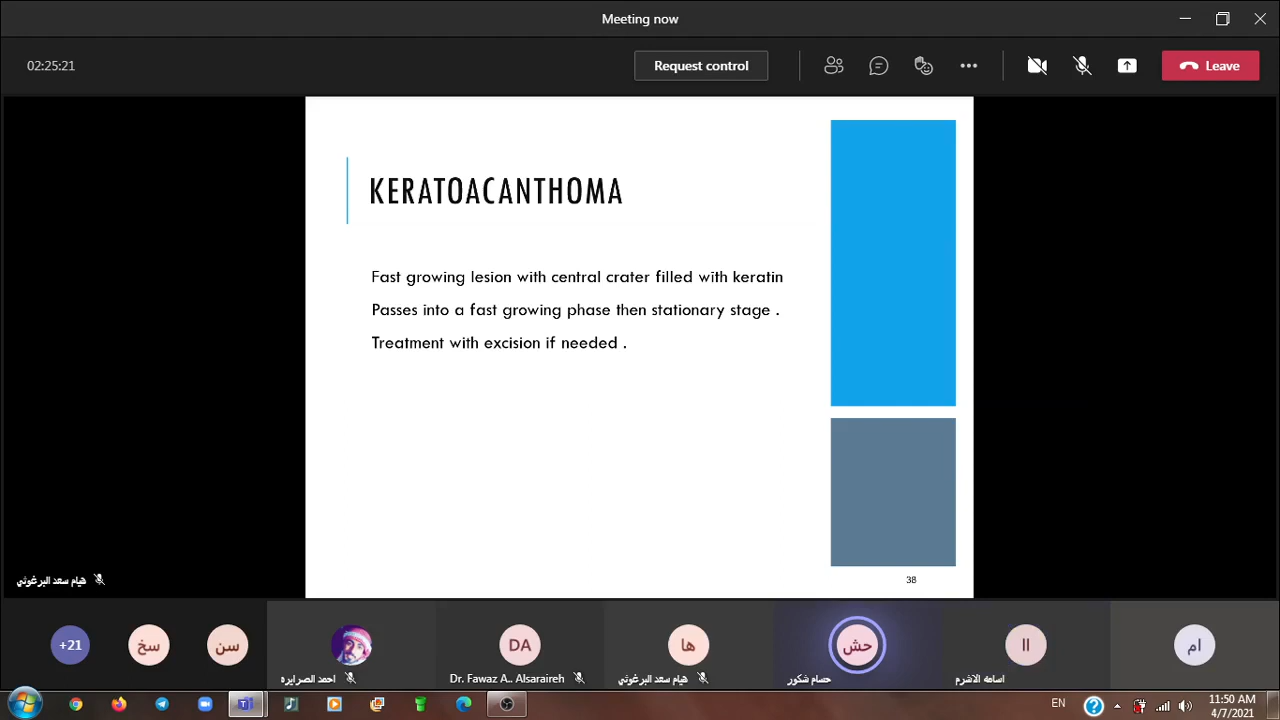 Meeting now
02:25:21
Request control
Leave
KERATOACANTHOMA
Fast growing lesion with central crater filled with keratin
Passes into a fast growing phase then stationary stage .
Treatment with excision if needed .
38
هيام سعد البرغوثي
+21
سخ
سن
احمد الصرايره
DA
Dr. Fawaz A.. Alsaraireh
ها
هيام سعد البرغوثي
حش
حسام شكور
اا
اسامه الاشرم
ام
EN
11:50 AM
4/7/2021